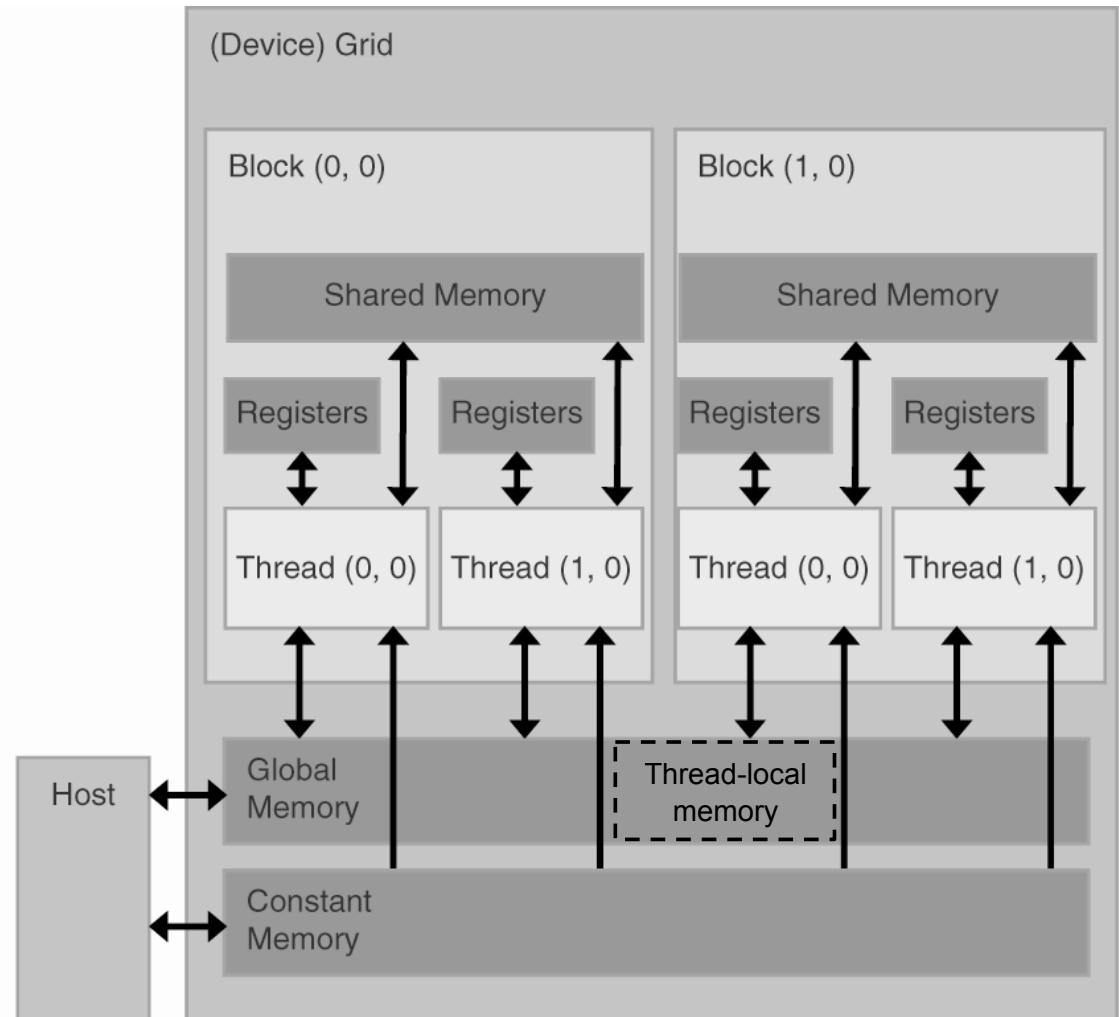 (Device) Grid
Block (0, 0)
Block (1, 0)
Shared Memory
Shared Memory
Registers
Registers
Registers
Registers
Thread (0, 0)
Thread (1, 0)
Thread (0, 0)
Thread (1, 0)
Host
Global
Memory
Thread-local
memory
Constant
Memory